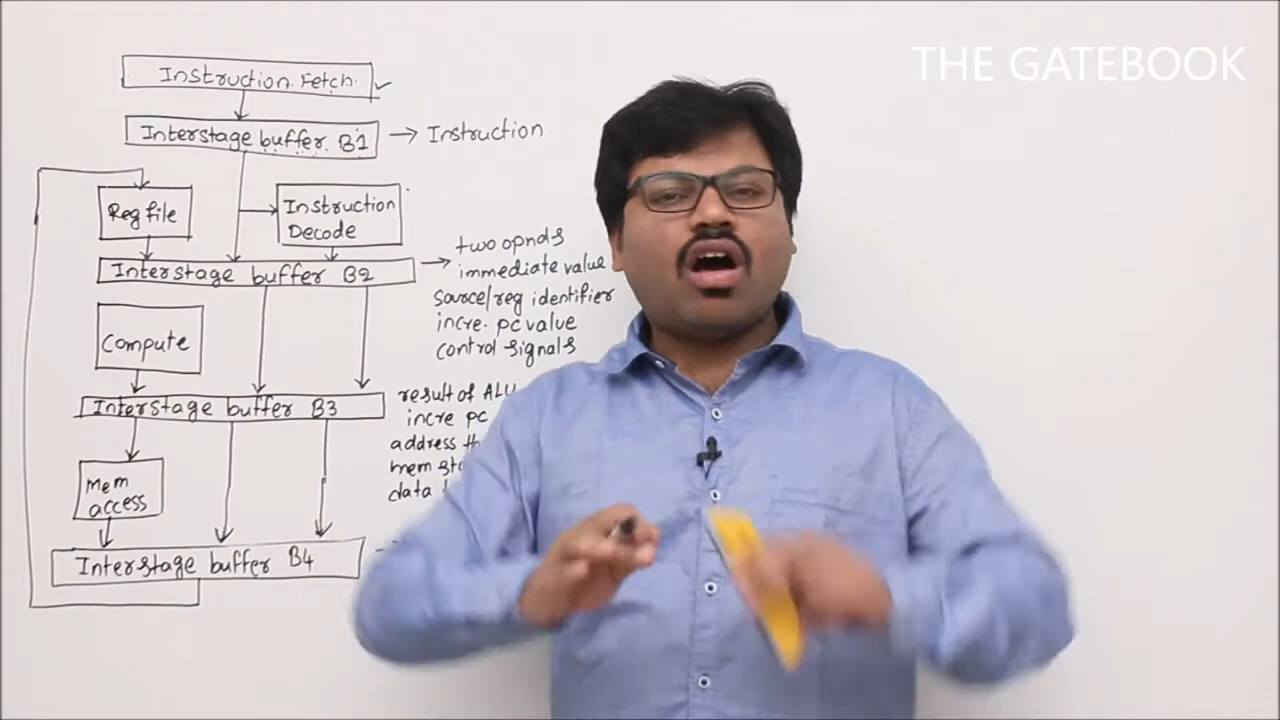 THE GATEBOOK
Instruction. Fetch.
Interstage buffer. B1
Instruction
Reg file
Instruction
Decode
Interstage buffer B2
two opnds
immediate value
source/reg identifier
incre. pc value
control signals
Compute
Interstage buffer B3
result of ALU
incre pc
address
mem
data
Mem
access
Interstage buffer B4